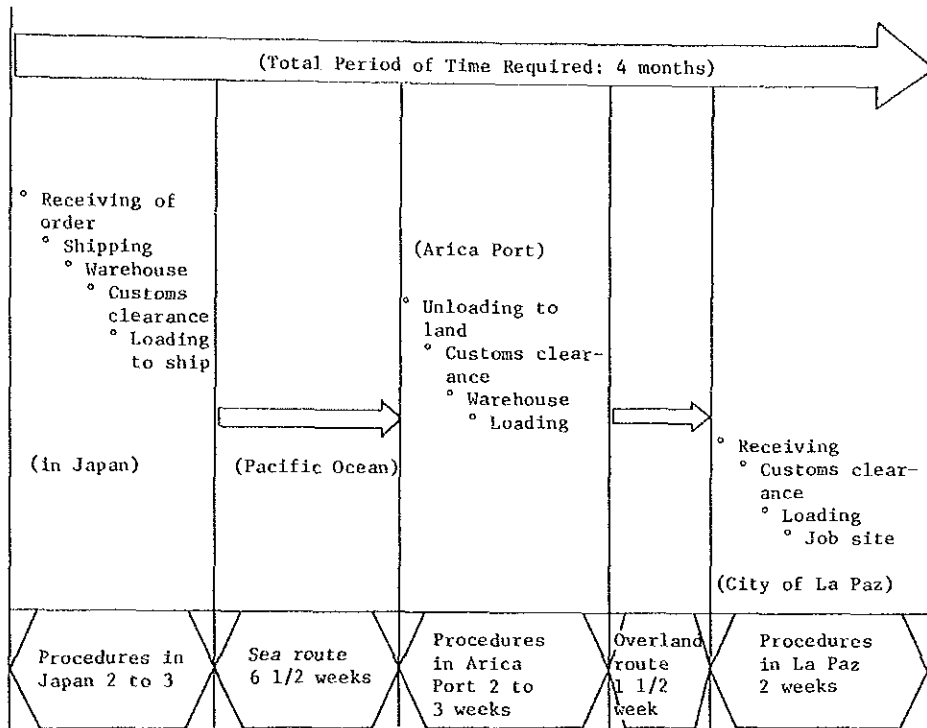 (Total Period of Time Required: 4 months)
° Receiving of
order
° Shipping
° Warehouse
° Customs
clearance
° Loading
to ship
(in Japan)
(Pacific Ocean)
(Arica Port)
° Unloading to
land
° Customs clear-
ance
° Warehouse
° Loading
° Receiving
° Customs clear-
ance
° Loading
° Job site
(City of La Paz)
Procedures in
Japan 2 to 3
Sea route
6 1/2 weeks
Procedures
in Arica
Port 2 to
3 weeks
Overland
route
1 1/2
week
Procedures
in La Paz
2 weeks